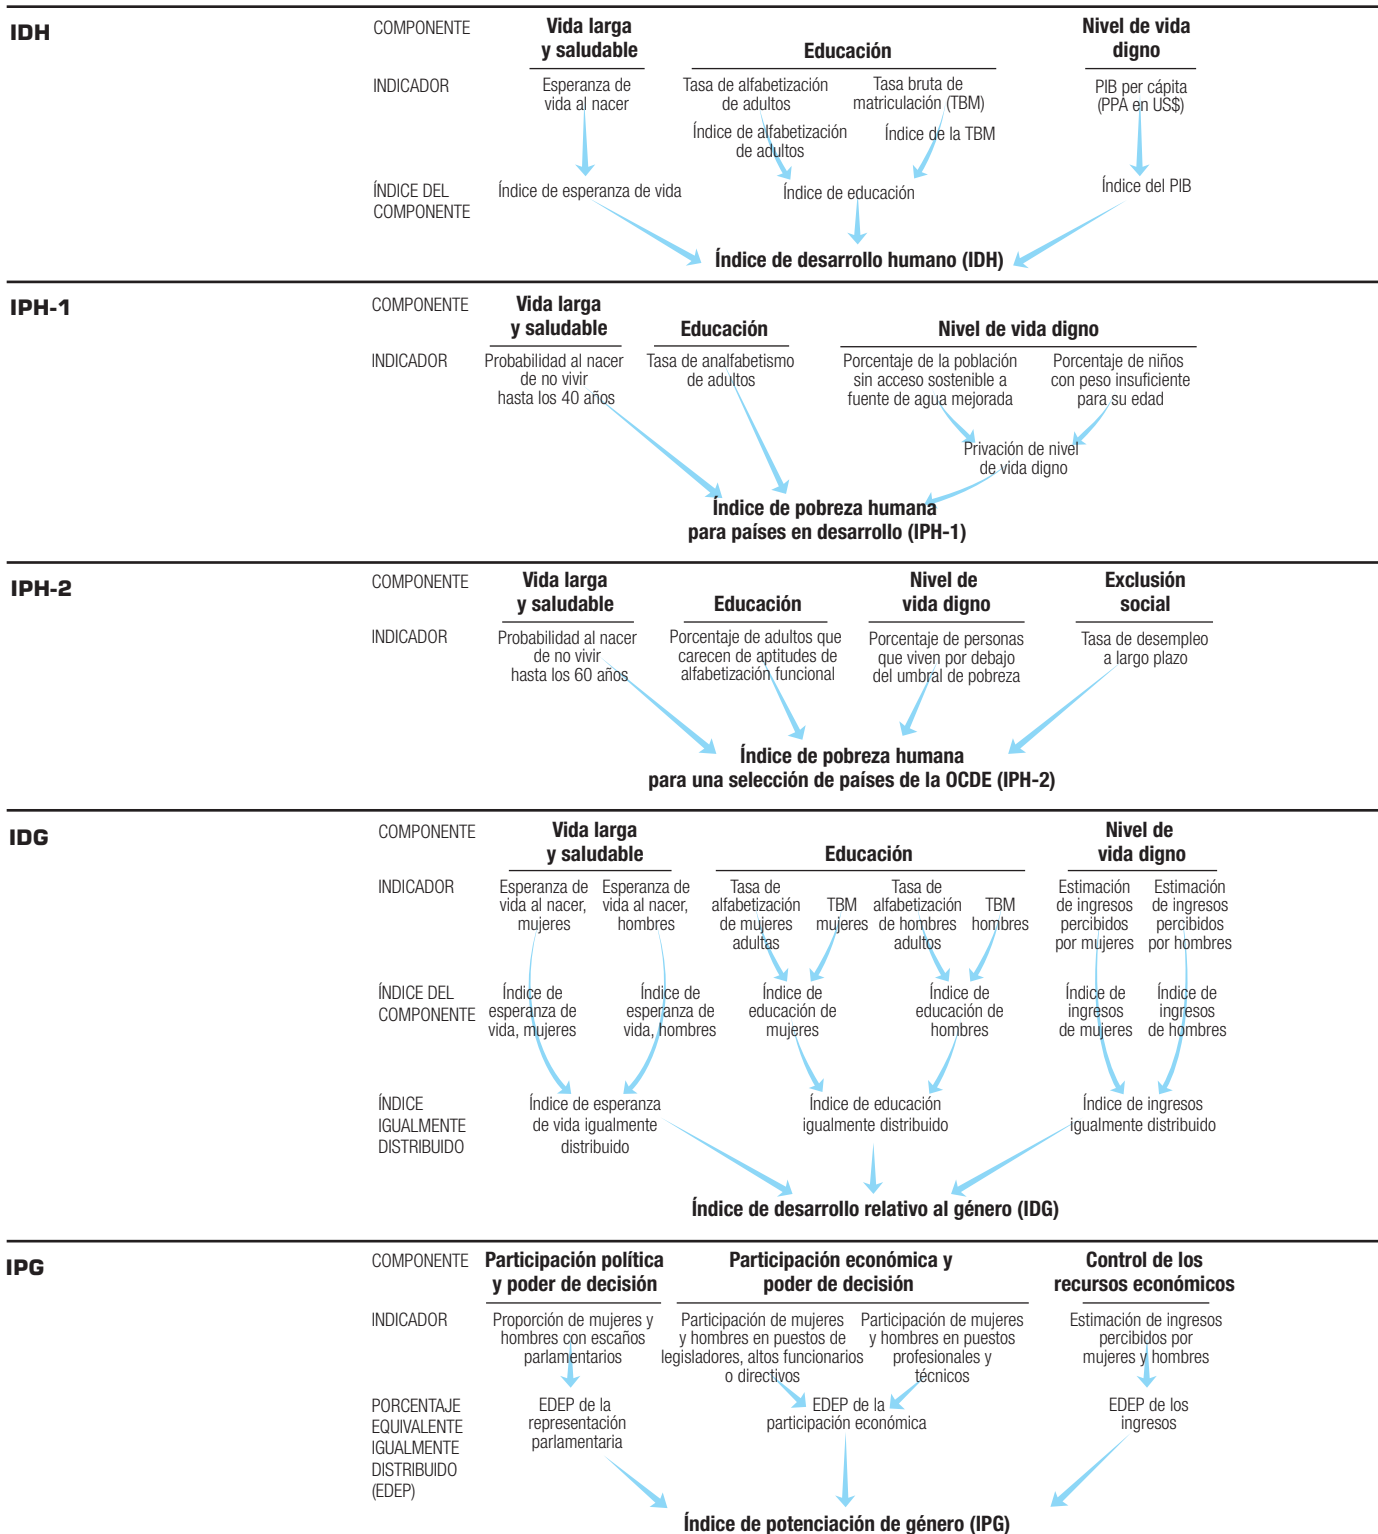 IDH
COMPONENTE
Vida larga
y saludable
Educación
Nivel de vida
digno
INDICADOR
Esperanza de
vida al nacer
Tasa de alfabetización
de adultos
Tasa bruta de
matriculación (TBM)
PIB per cápita
(PPA en US$)
Índice de alfabetización
de adultos
Índice de la TBM
ÍNDICE DEL
COMPONENTE
Índice de esperanza de vida
Índice de educación
Índice del PIB
Índice de desarrollo humano (IDH)
IPH-1
COMPONENTE
Vida larga
y saludable
Educación
Nivel de vida digno
INDICADOR
Probabilidad al nacer
de no vivir
hasta los 40 años
Tasa de analfabetismo
de adultos
Porcentaje de la población
sin acceso sostenible a
fuente de agua mejorada
Porcentaje de niños
con peso insuficiente
para su edad
Privación de nivel
de vida digno
Índice de pobreza humana
para países en desarrollo (IPH-1)
IPH-2
COMPONENTE
Vida larga
y saludable
Educación
Nivel de
vida digno
Exclusión
social
INDICADOR
Probabilidad al nacer
de no vivir
hasta los 60 años
Porcentaje de adultos que
carecen de aptitudes de
alfabetización funcional
Porcentaje de personas
que viven por debajo
del umbral de pobreza
Tasa de desempleo
a largo plazo
Índice de pobreza humana
para una selección de países de la OCDE (IPH-2)
IDG
COMPONENTE
Vida larga
y saludable
Educación
Nivel de
vida digno
INDICADOR
Esperanza de
vida al nacer,
mujeres
Esperanza de
vida al nacer,
hombres
Tasa de
alfabetización
de mujeres
adultas
TBM
mujeres
Tasa de
alfabetización
de hombres
adultos
TBM
hombres
Estimación
de ingresos
percibidos
por mujeres
Estimación
de ingresos
percibidos
por hombres
ÍNDICE DEL
COMPONENTE
Índice de
esperanza de
vida, mujeres
Índice de
esperanza de
vida, hombres
Índice de
educación de
mujeres
Índice de
educación de
hombres
Índice de
ingresos
de mujeres
Índice de
ingresos
de hombres
ÍNDICE
IGUALMENTE
DISTRIBUIDO
Índice de esperanza
de vida igualmente
distribuido
Índice de educación
igualmente distribuido
Índice de ingresos
igualmente distribuido
Índice de desarrollo relativo al género (IDG)
IPG
COMPONENTE
Participación política
y poder de decisión
Participación económica y
poder de decisión
Control de los
recursos económicos
INDICADOR
Proporción de mujeres y
hombres con escaños
parlamentarios
Participación de mujeres
y hombres en puestos de
legisladores, altos funcionarios
o directivos
Participación de mujeres
y hombres en puestos
profesionales y
técnicos
Estimación de ingresos
percibidos por
mujeres y hombres
PORCENTAJE
EQUIVALENTE
IGUALMENTE
DISTRIBUIDO
(EDEP)
EDEP de la
representación
parlamentaria
EDEP de la
participación económica
EDEP de los
ingresos
Índice de potenciación de género (IPG)